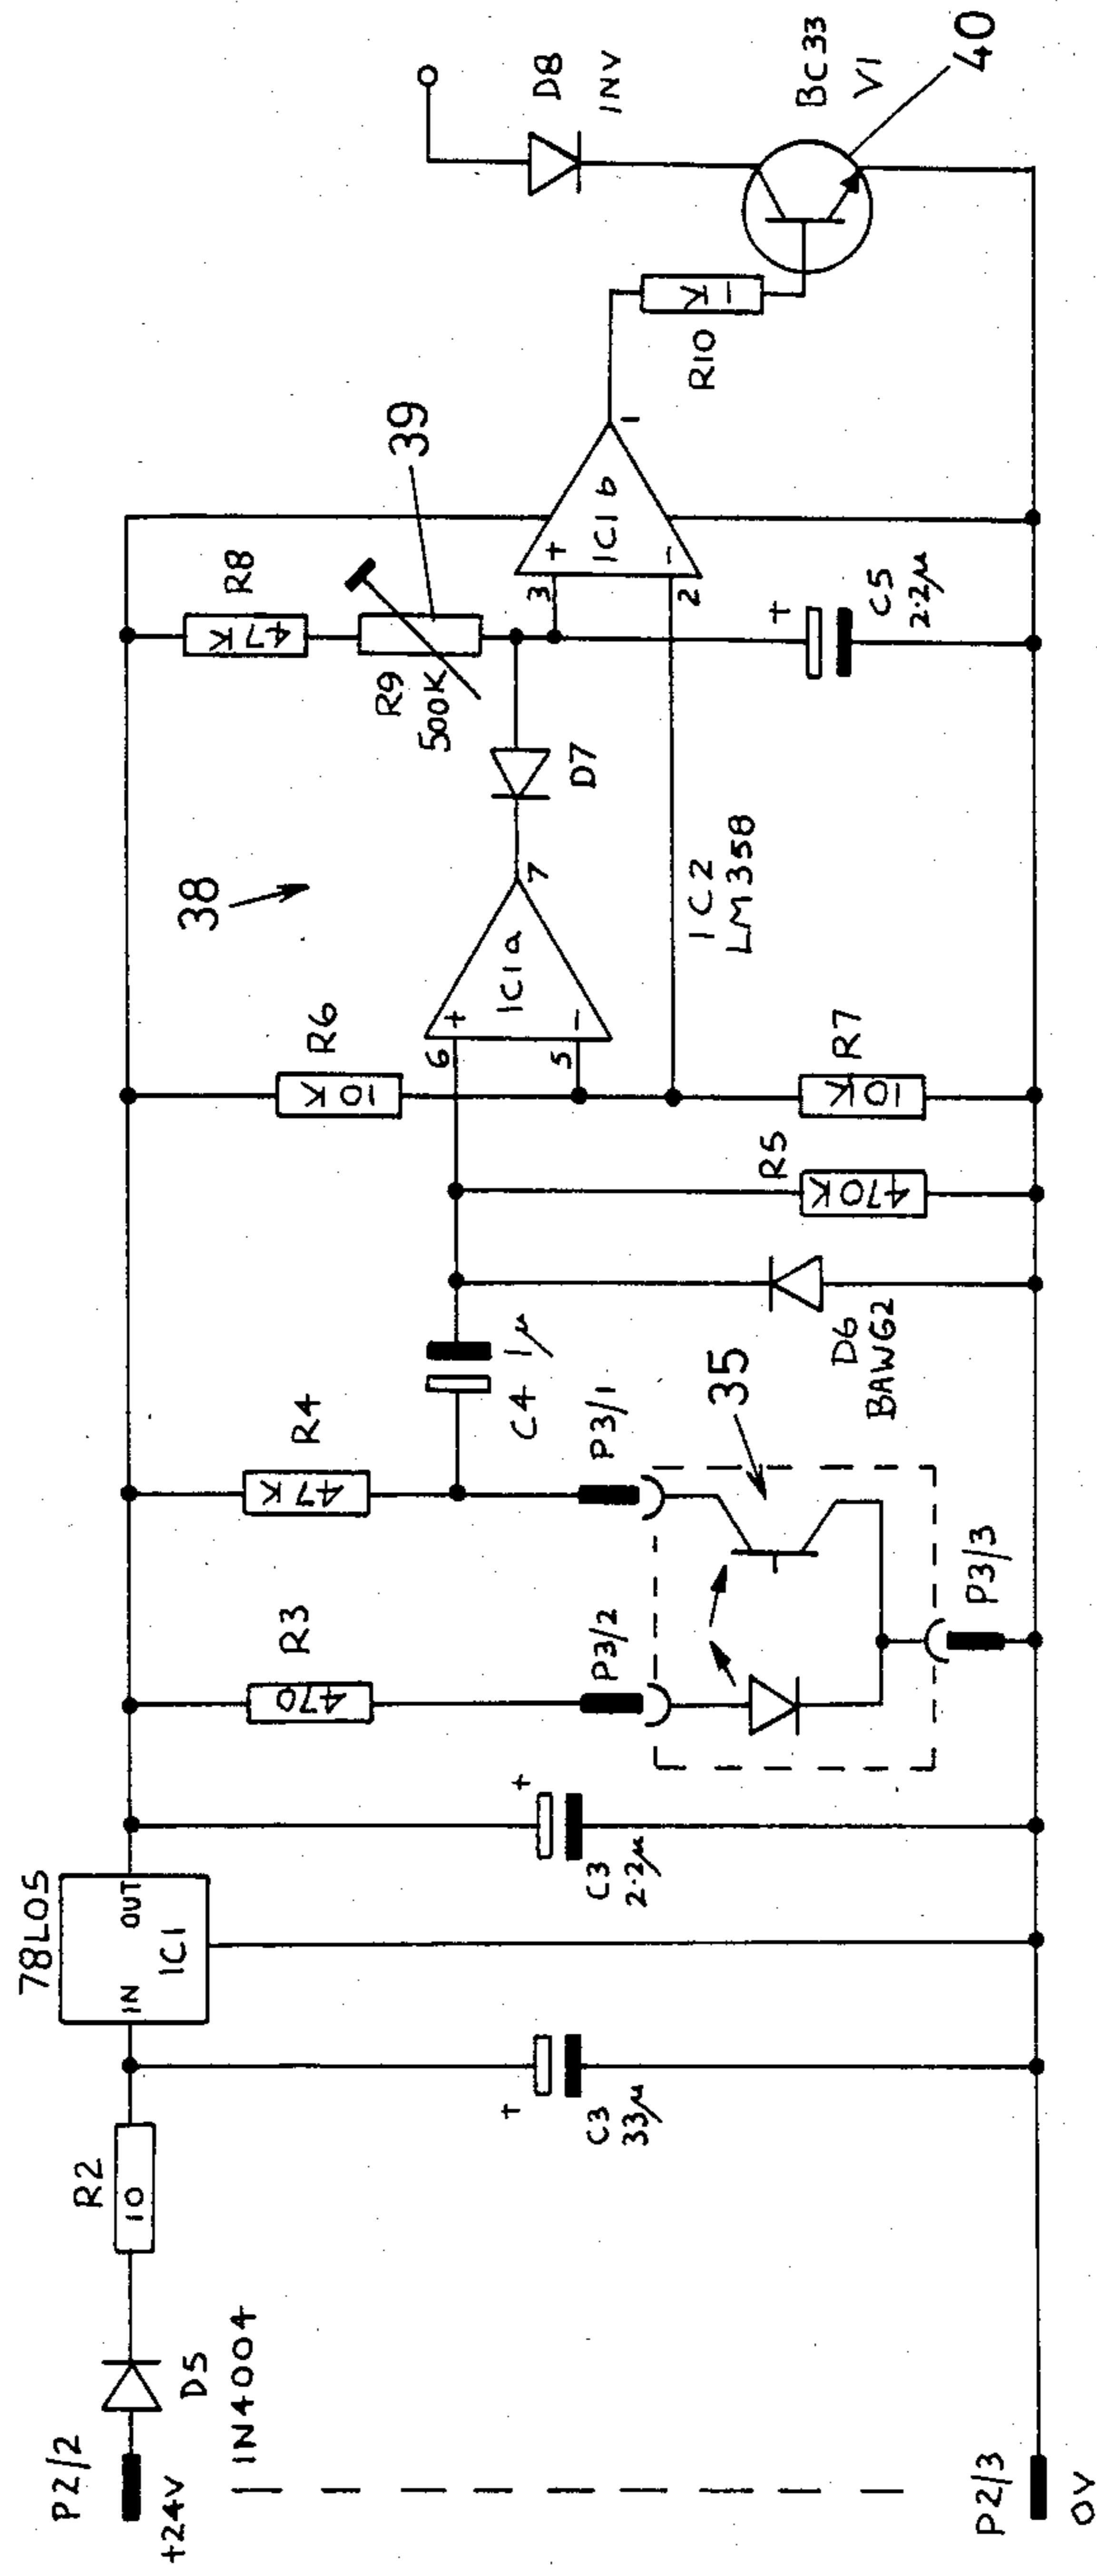 P2/2
+24V
D5
IN4004
R2
10
C3
33μ
78L05
IN
OUT
IC1
+
C3
2·2μ
+
R3
470
P3/2
R4
47K
P3/1
35
P3/3
C4
1μ
D6
BAW62
R5
470K
R6
10K
R7
10K
6
+
5
−
IC1a
7
38
IC2
LM358
D7
R8
47K
R9
500K
39
3
+
2
−
IC1b
1
+
C5
2·2μ
R10
1K
D8
INV
BC33
V1
40
P2/3
0V